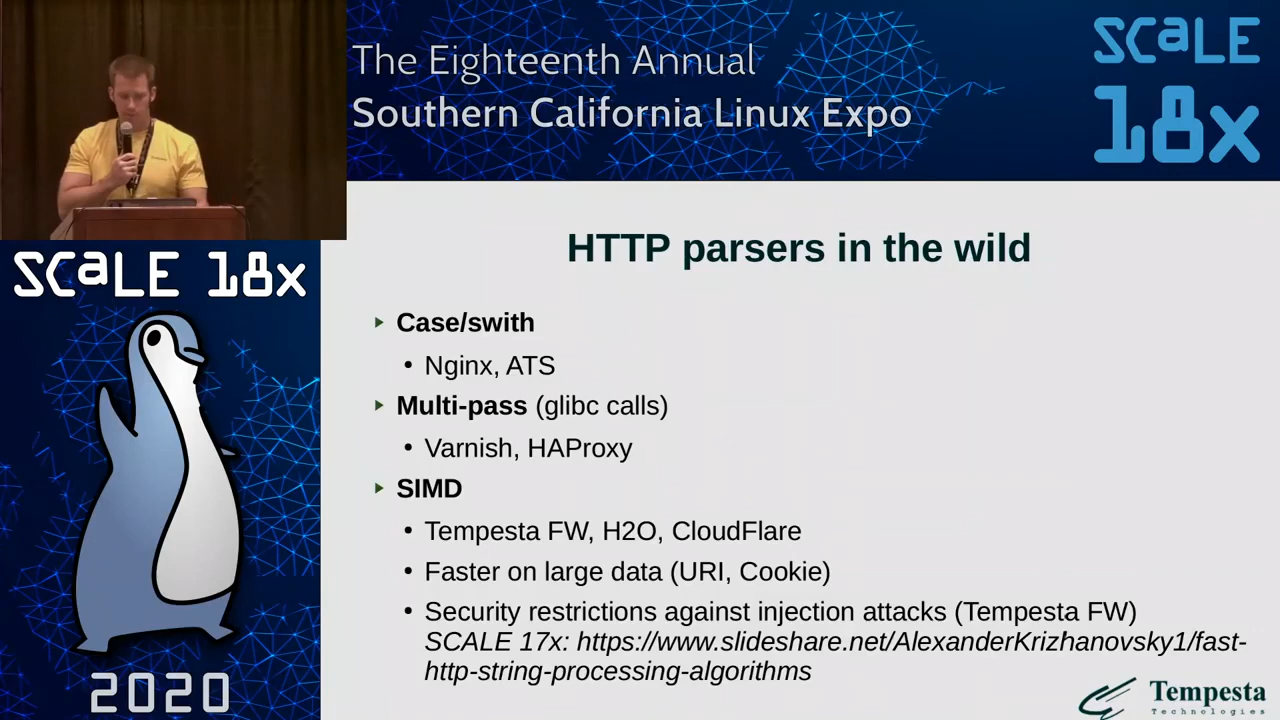 The Eighteenth Annual
Southern California Linux Expo
SCALE
18x
SCALE 18x
2020
HTTP parsers in the wild
Case/swith
Nginx, ATS
Multi-pass (glibc calls)
Varnish, HAProxy
SIMD
Tempesta FW, H2O, CloudFlare
Faster on large data (URI, Cookie)
Security restrictions against injection attacks (Tempesta FW)
SCALE 17x: https://www.slideshare.net/AlexanderKrizhanovsky1/fast-
http-string-processing-algorithms
Tempesta
Technologies